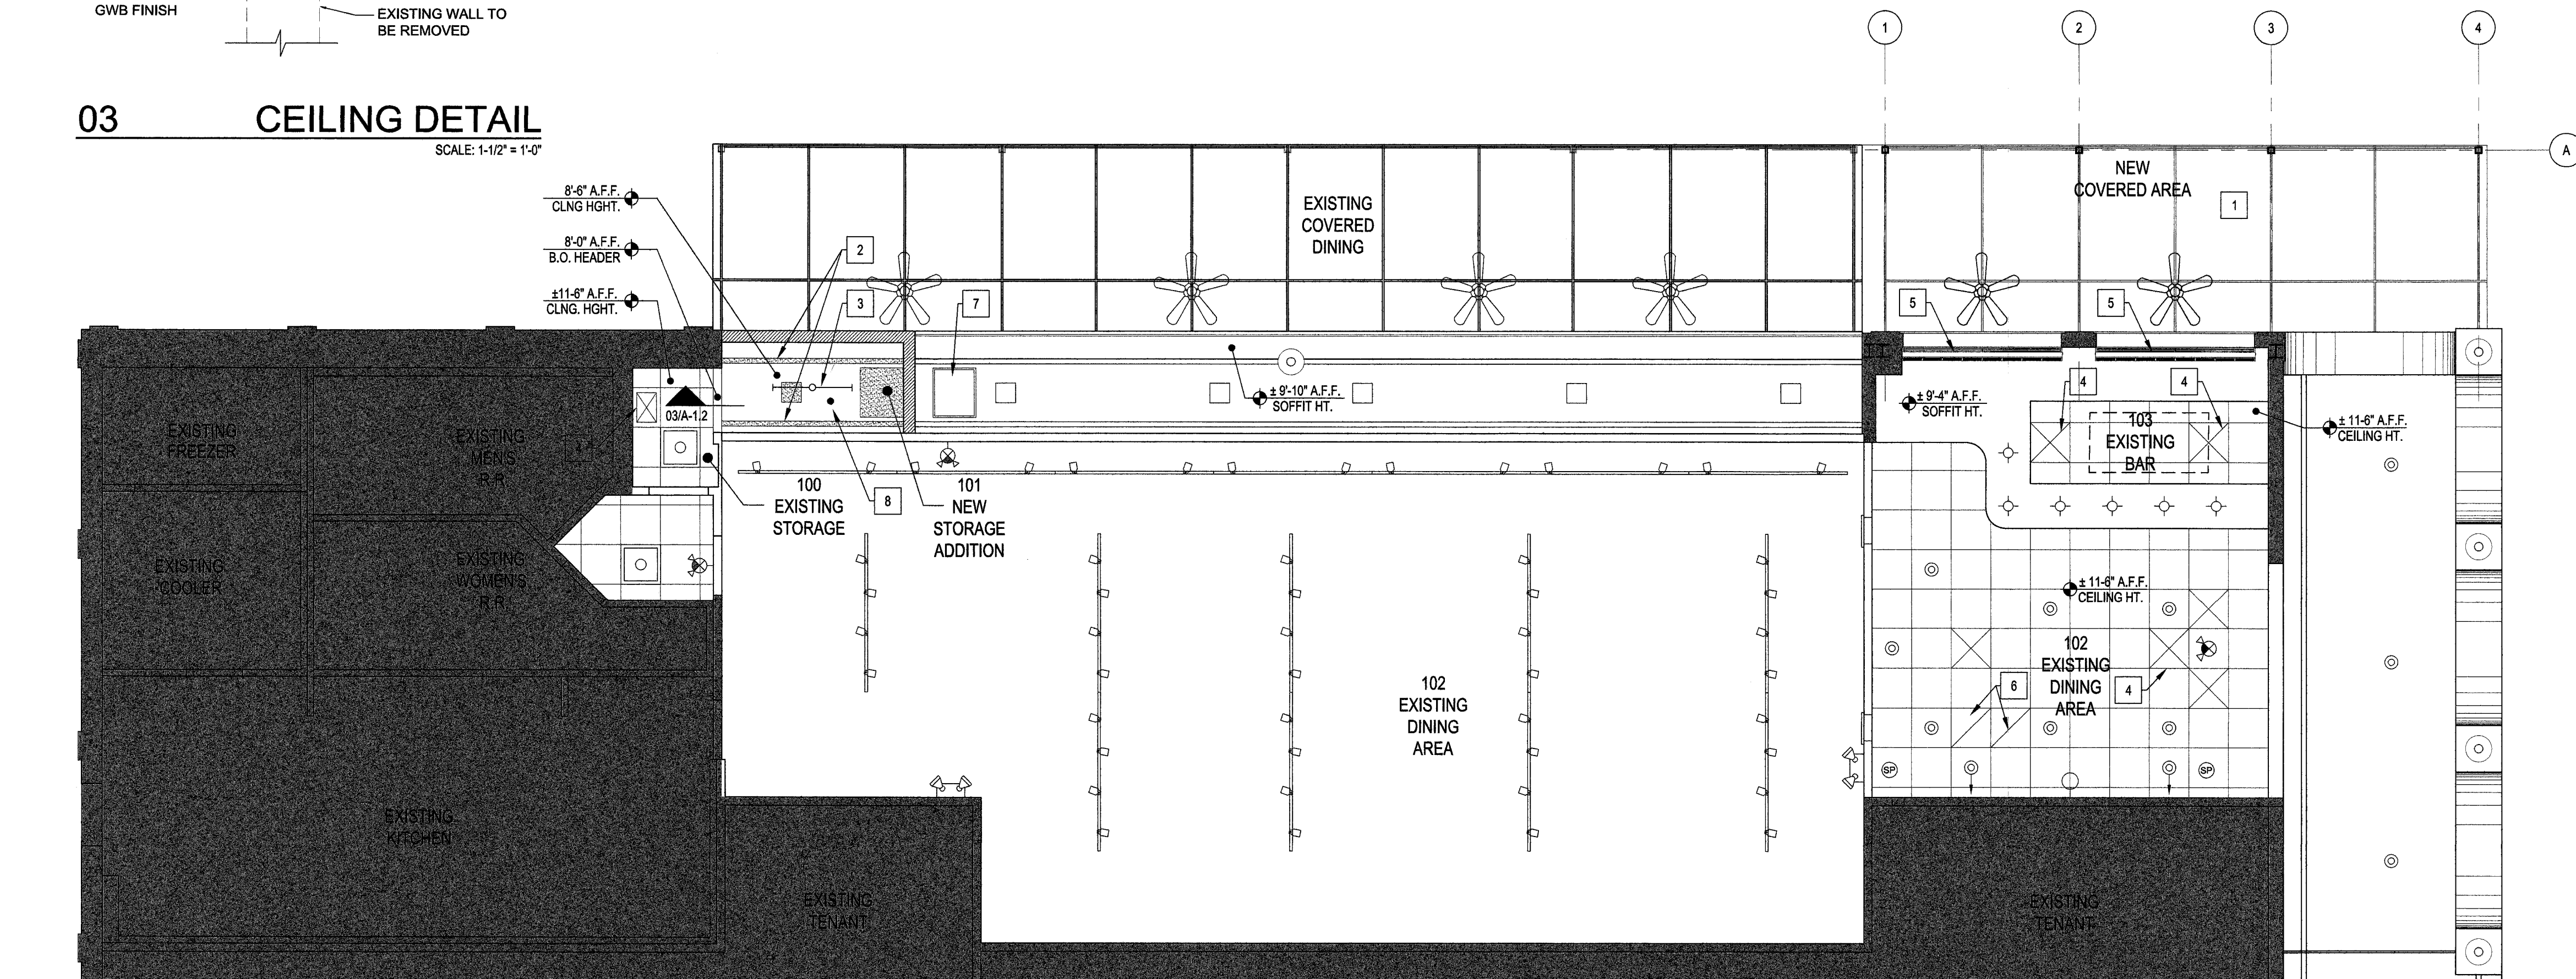 GWB FINISH
EXISTING WALL TO
BE REMOVED
03
CEILING DETAIL
SCALE: 1-1/2" = 1'-0"
1
2
3
4
A
8'-6" A.F.F.
CLNG HGHT.
8'-0" A.F.F.
B.O. HEADER
±11-6" A.F.F.
CLNG. HGHT.
2
3
7
EXISTING
COVERED
DINING
NEW
COVERED AREA
1
5
5
± 9'-10" A.F.F.
SOFFIT HT.
± 9'-4" A.F.F.
SOFFIT HT.
4
4
103
EXISTING
BAR
± 11-6" A.F.F.
CEILING HT.
03/A-1.2
EXISTING
FREEZER
EXISTING
MEN'S
R.R.
100
EXISTING
STORAGE
8
101
NEW
STORAGE
ADDITION
EXISTING
COOLER
EXISTING
WOMEN'S
R.R.
± 11-6" A.F.F.
CEILING HT.
102
EXISTING
DINING
AREA
102
EXISTING
DINING
AREA
6
4
SP
SP
EXISTING
KITCHEN
EXISTING
TENANT
EXISTING
TENANT